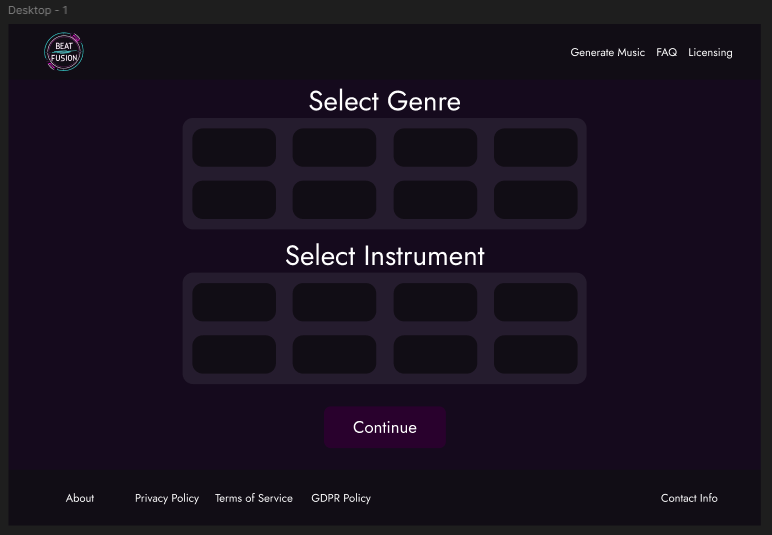 Desktop - 1
BEAT
FUSION
Generate Music FAQ Licensing
Select Genre
Select Instrument
Continue
About Privacy Policy Terms of Service GDPR Policy Contact Info